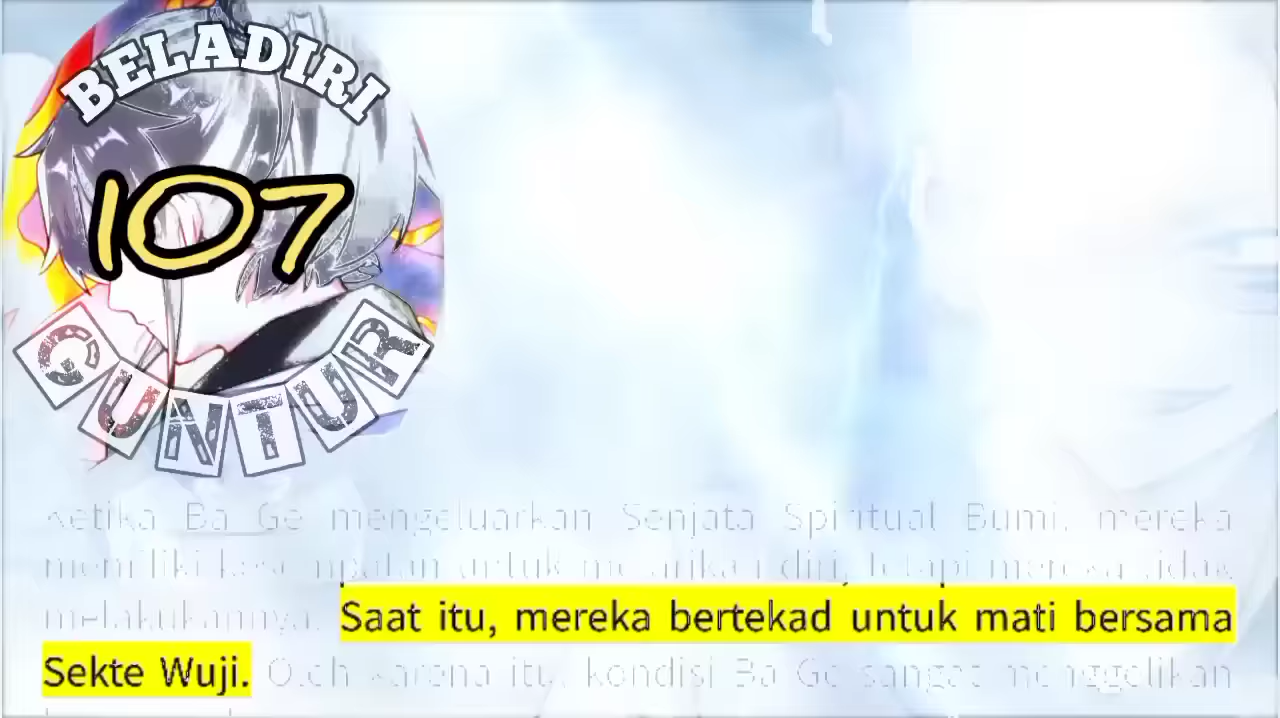 BELADIRI
107
GUNTUR
Ketika Ba Ge mengeluarkan Senjata Spiritual Bumi, mereka
memiliki kesempatan untuk menarik diri, tetapi mereka tidak
melakukannya. Saat itu, mereka bertekad untuk mati bersama
Sekte Wuji. Oleh karena itu, kondisi Ba Ge sangat menggelikan